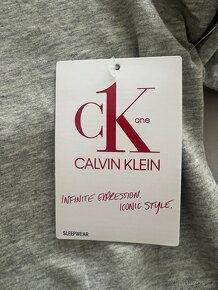 CK one
CALVIN KLEIN
INFINITE EXPRESSION.
ICONIC STYLE.
SLEEPWEAR